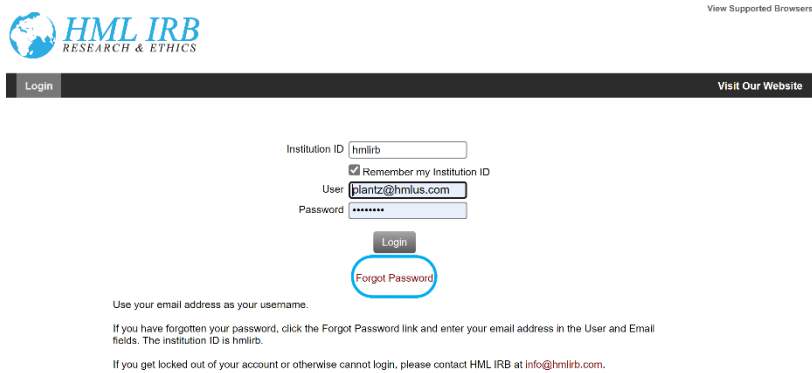 View Supported Browsers
HML IRB
RESEARCH & ETHICS
Login
Visit Our Website
Institution ID hmlirb
Remember my Institution ID
User plantz@hmlus.com
Password ••••••••
Login
Forgot Password
Use your email address as your username.
If you have forgotten your password, click the Forgot Password link and enter your email address in the User and Email
fields. The institution ID is hmlirb.
If you get locked out of your account or otherwise cannot login, please contact HML IRB at info@hmlirb.com.